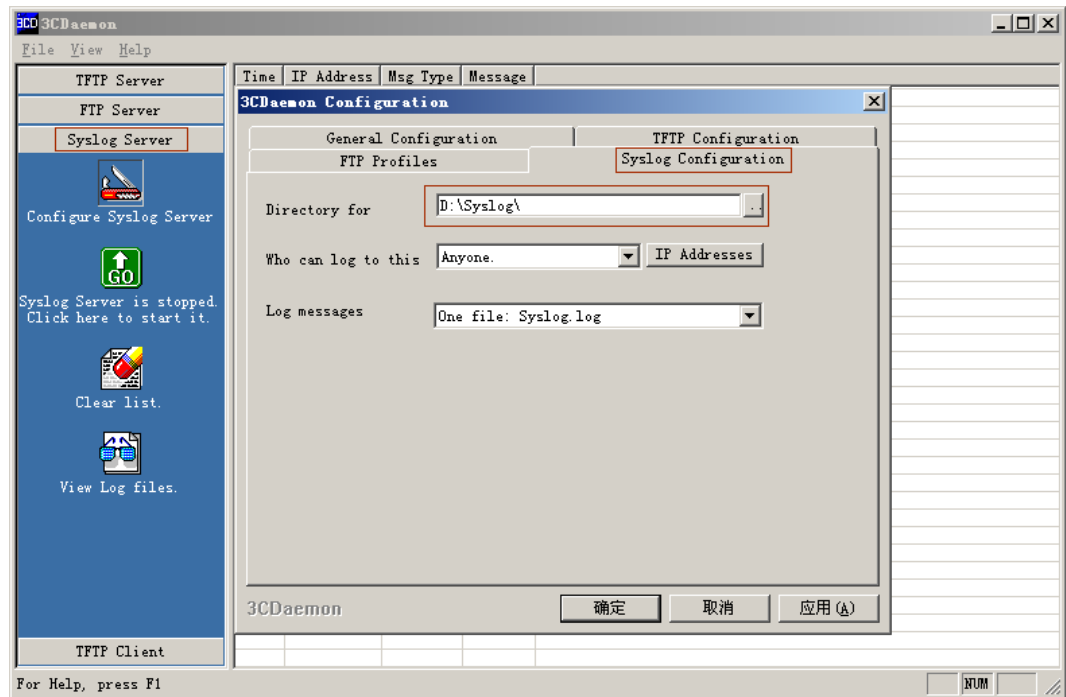 3CD 3CDaemon
File View Help
TFTP Server
FTP Server
Syslog Server
Configure Syslog Server
GO
Syslog Server is stopped.
Click here to start it.
Clear list.
View Log files.
TFTP Client
Time IP Address Msg Type Message
3CDaemon Configuration
General Configuration TFTP Configuration
FTP Profiles Syslog Configuration
Directory for D:\Syslog\ ..
Who can log to this Anyone. IP Addresses
Log messages One file: Syslog.log
3CDaemon 确定 取消 应用(A)
For Help, press F1 NUM